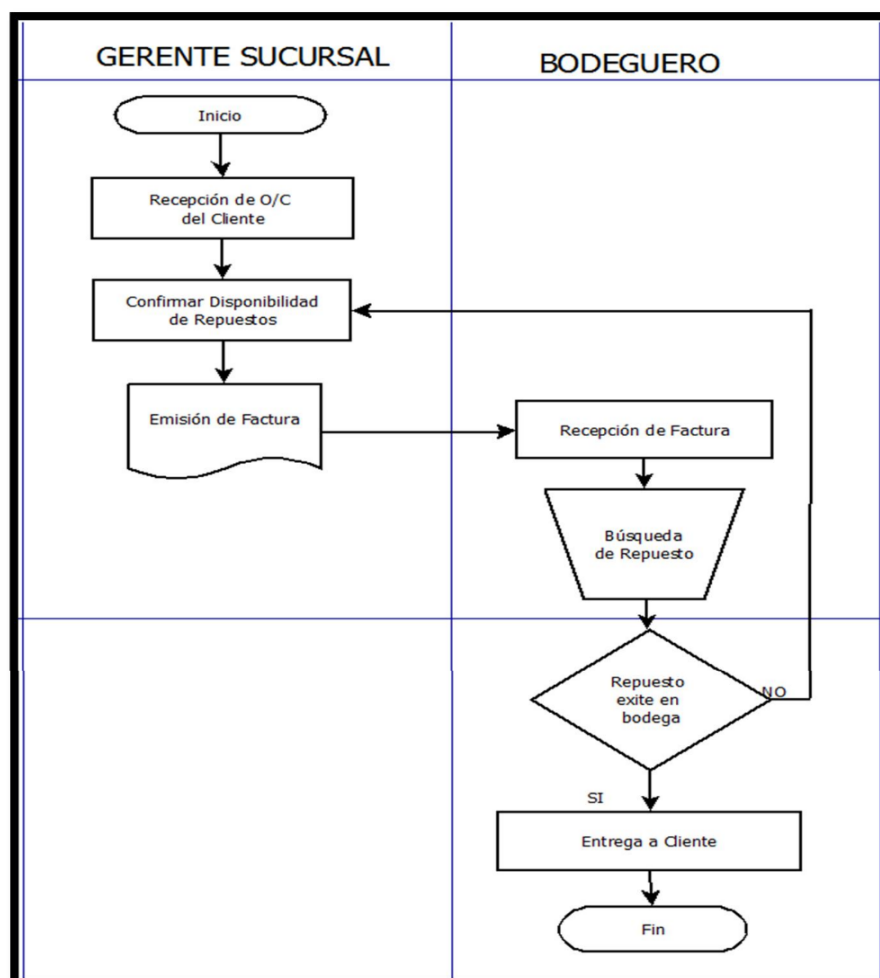 GERENTE SUCURSAL
BODEGUERO
Inicio
Recepción de O/C
del Cliente
Confirmar Disponibilidad
de Repuestos
Emisión de Factura
Recepción de Factura
Búsqueda
de Repuesto
Repuesto
exite en
bodega
NO
SI
Entrega a Cliente
Fin